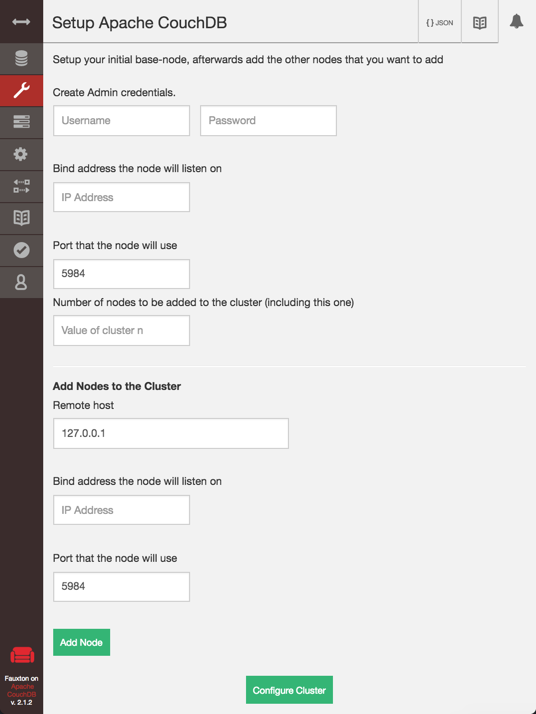 Setup Apache CouchDB
{ } JSON
Setup your initial base-node, afterwards add the other nodes that you want to add
Create Admin credentials.
Username Password
Bind address the node will listen on
IP Address
Port that the node will use
5984
Number of nodes to be added to the cluster (including this one)
Value of cluster n
Add Nodes to the Cluster
Remote host
127.0.0.1
Bind address the node will listen on
IP Address
Port that the node will use
5984
Add Node
Configure Cluster
Fauxton on
Apache
CouchDB
v. 2.1.2